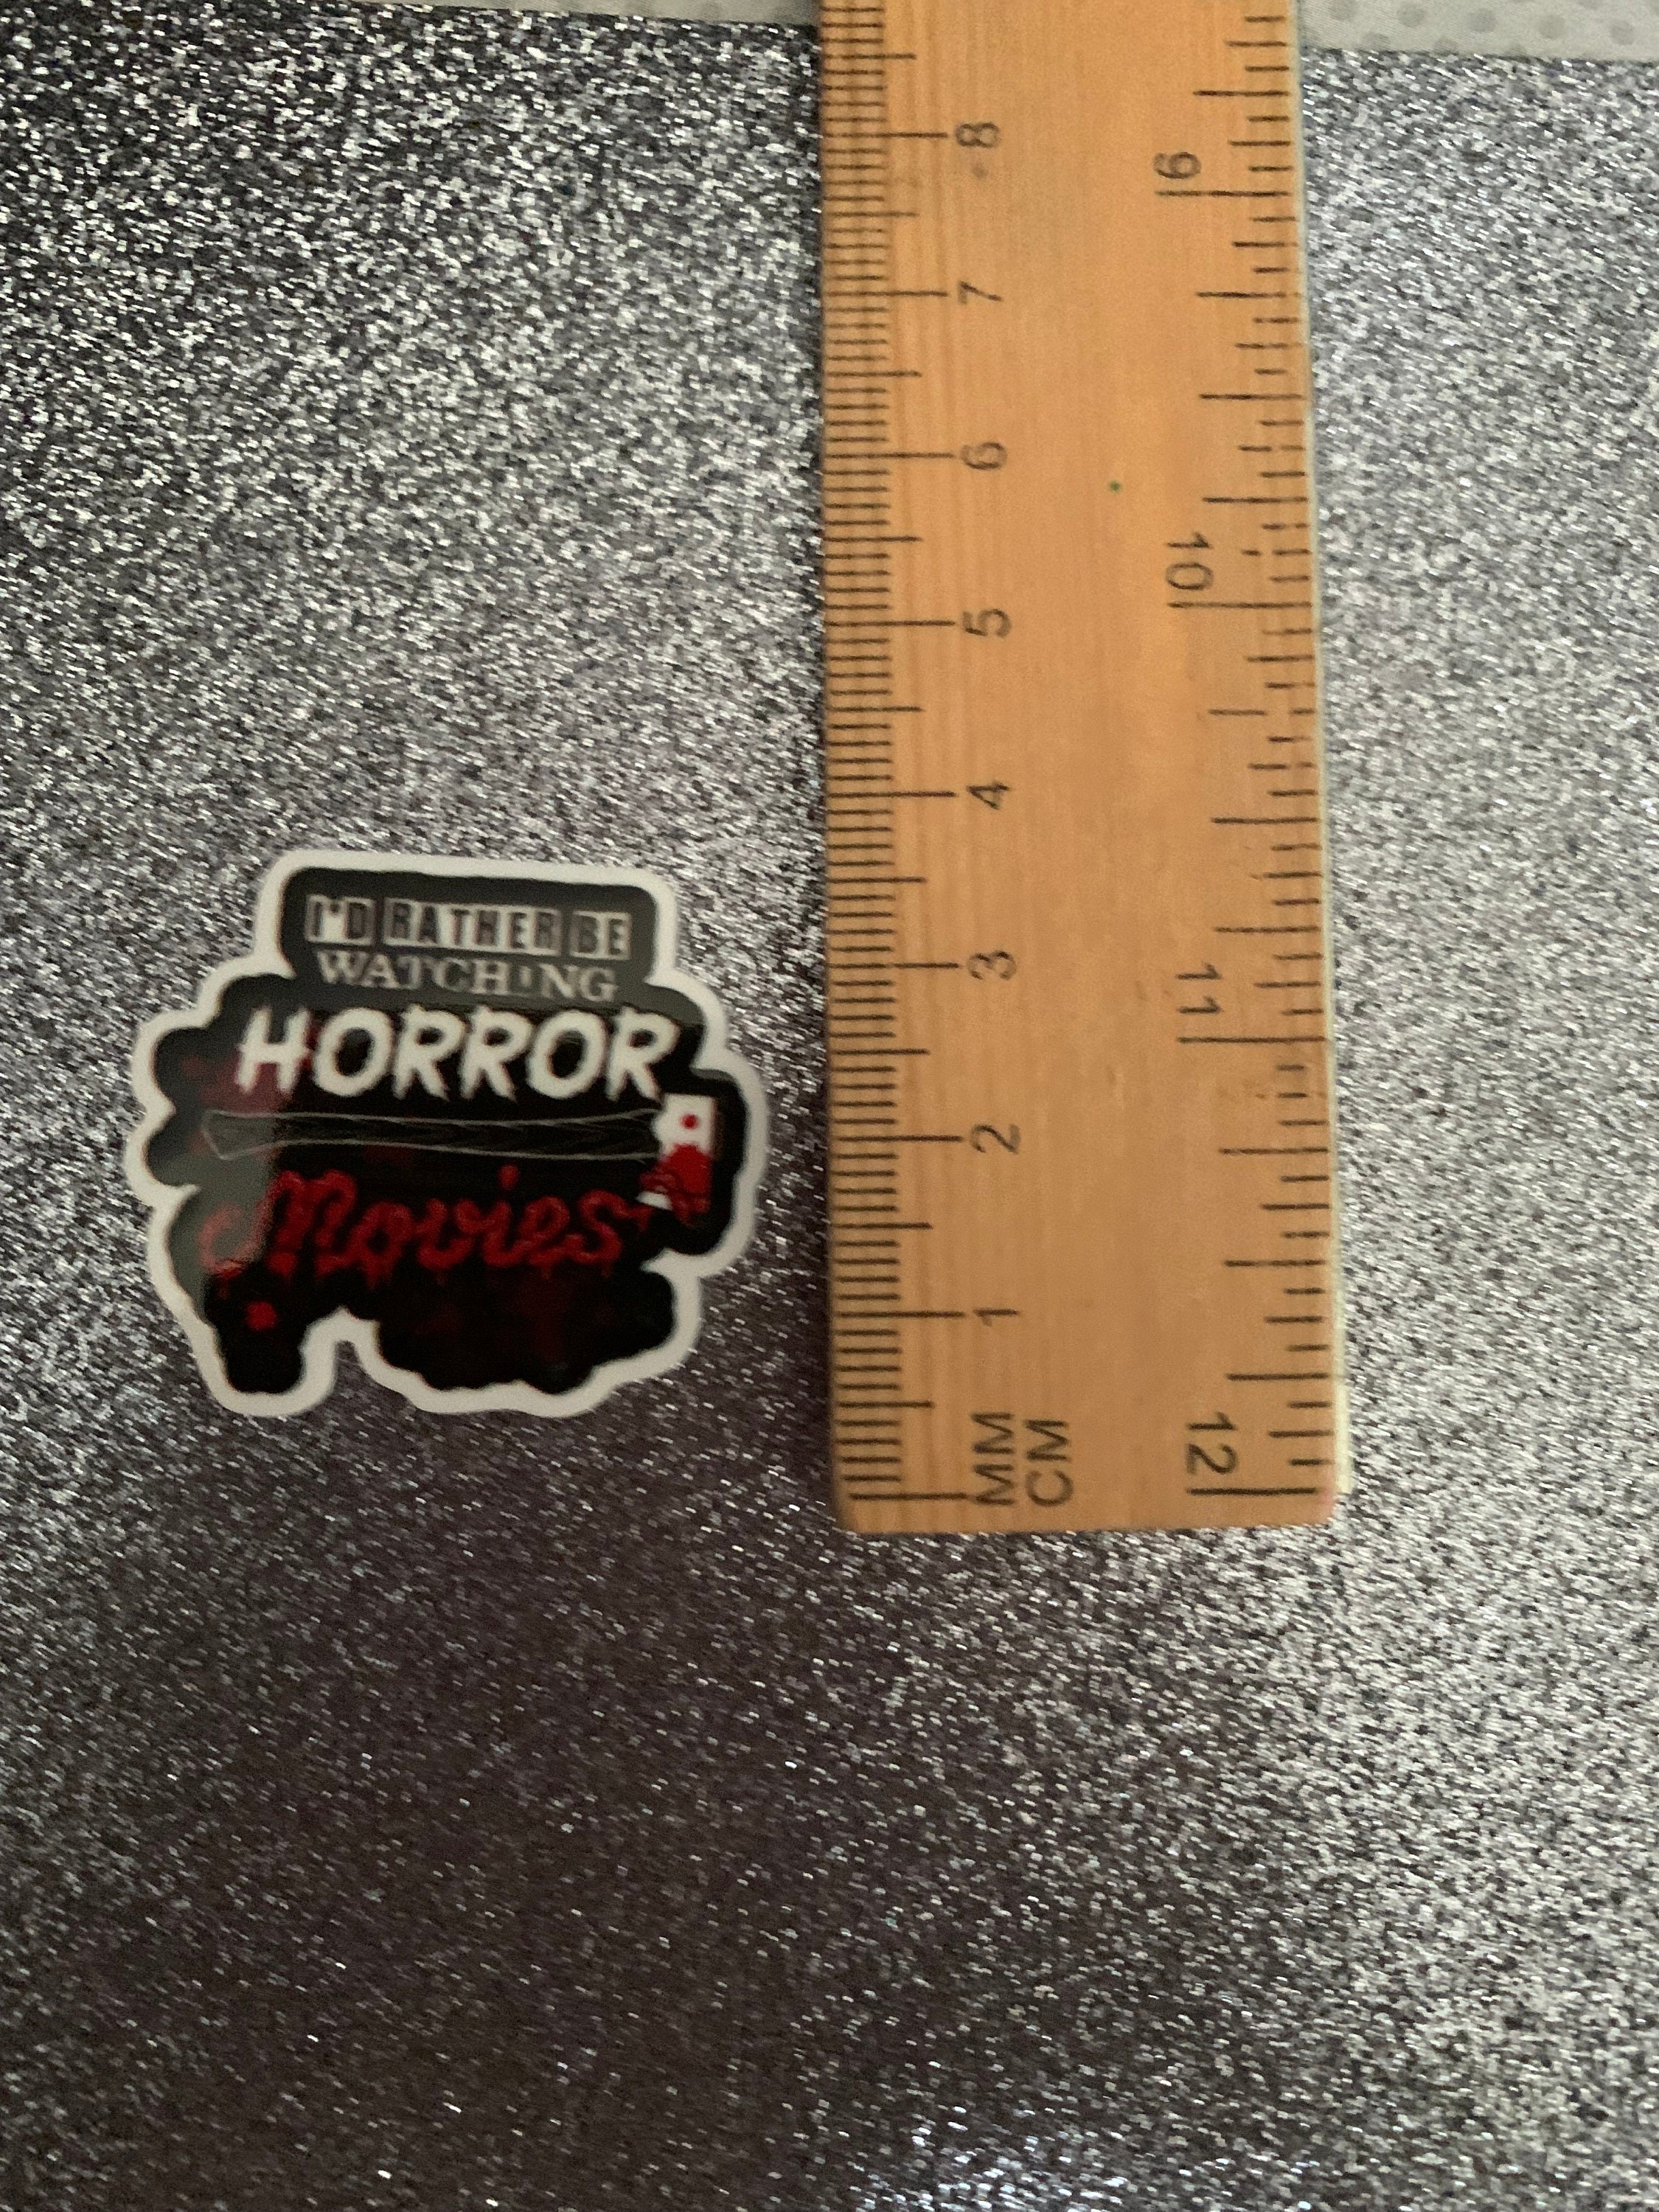 I'D RATHER BE
WATCHING
HORROR
Movies
8
7
6
5
4
3
2
1
MM
CM
9
10
11
12